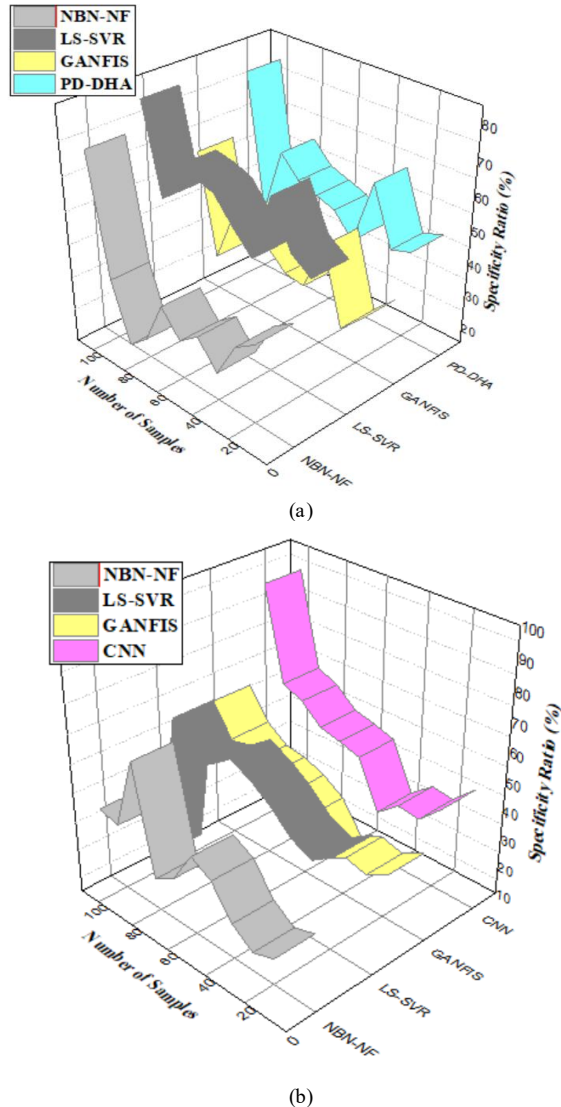 NBN-NF
LS-SVR
GANFIS
PD-DHA
80
70
60
50
40
30
20
Specificity Ratio (%)
100
80
60
40
20
0
Number of Samples
NBN-NF
LS-SVR
GANFIS
PD-DHA
(a)
NBN-NF
LS-SVR
GANFIS
CNN
100
90
80
70
60
50
40
30
20
10
Specificity Ratio (%)
100
80
60
40
20
0
Number of Samples
NBN-NF
LS-SVR
GANFIS
CNN
(b)